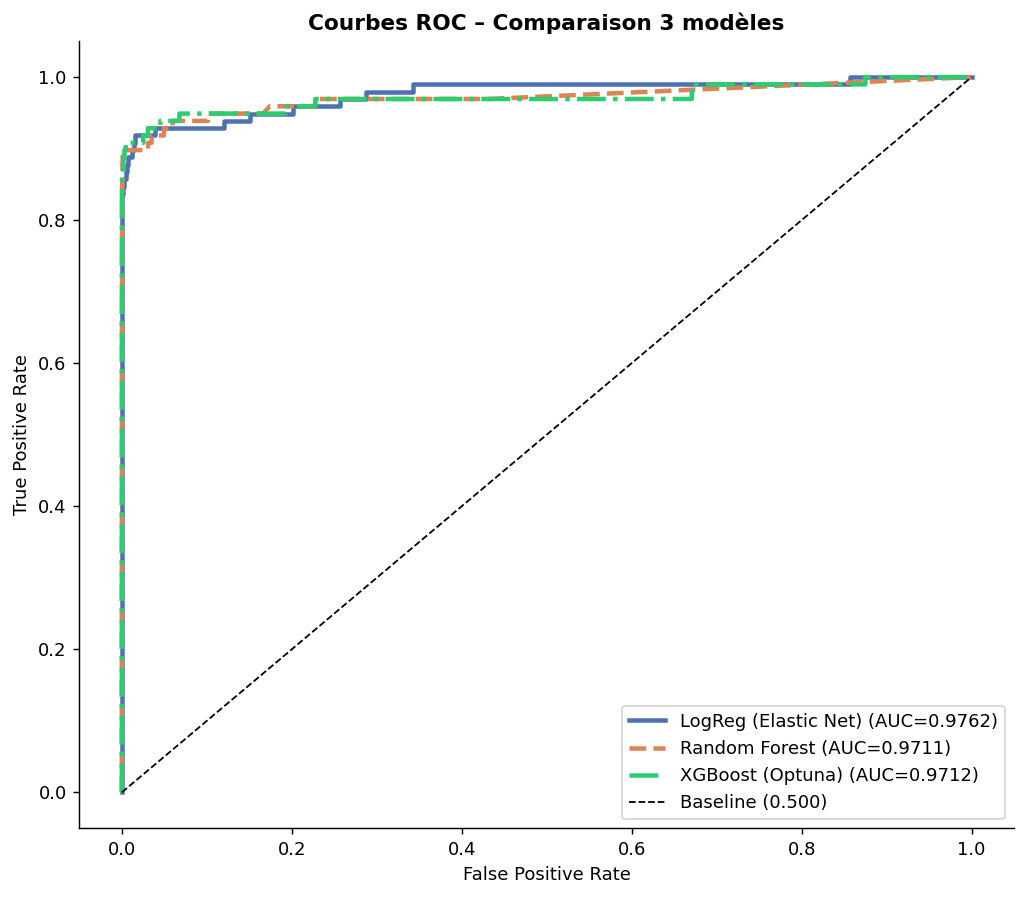 Courbes ROC – Comparaison 3 modèles
True Positive Rate
1.0
0.8
0.6
0.4
0.2
0.0
LogReg (Elastic Net) (AUC=0.9762)
Random Forest (AUC=0.9711)
XGBoost (Optuna) (AUC=0.9712)
Baseline (0.500)
0.0 0.2 0.4 0.6 0.8 1.0
False Positive Rate